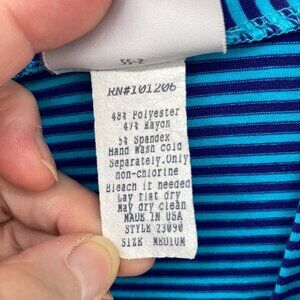 RN#101206
48% Polyester
47% Rayon
5% Spandex
Hand Wash cold
Separately.Only
non-chlorine
Bleach if needed
Lay flat dry
May dry clean
MADE IN USA
STYLE 23090
SIZE MEDIUM